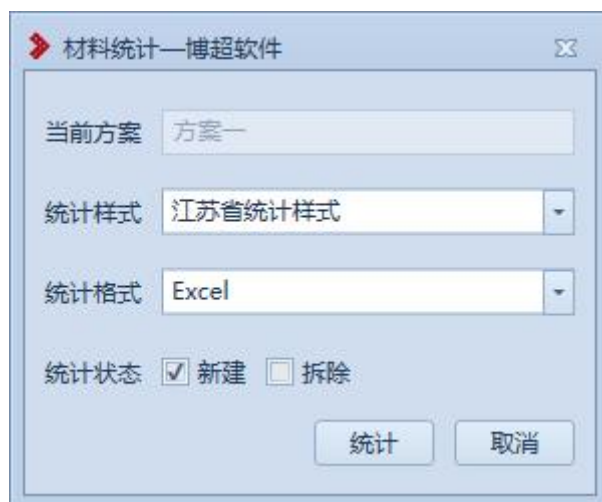 材料统计—博超软件
当前方案 方案一
统计样式 江苏省统计样式
统计格式 Excel
统计状态 新建 拆除
统计 取消